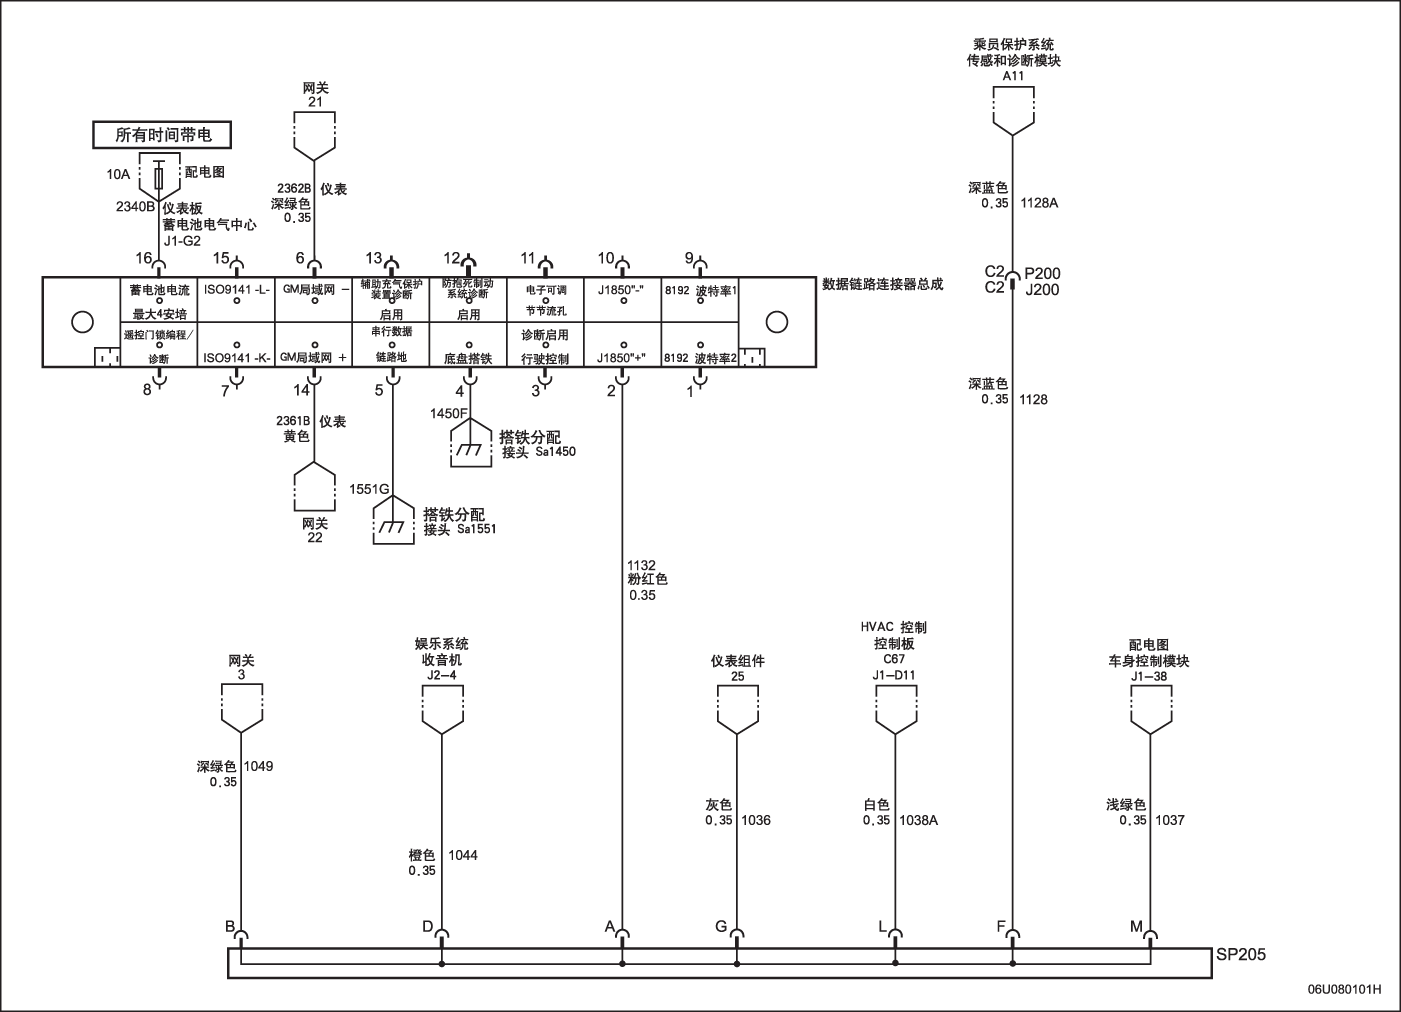 乘员保护系统
传感和诊断模块
A11
网关
21
所有时间带电
10A
配电图
2340B
仪表板
蓄电池电气中心
J1-G2
2362B 仪表
深绿色
0.35
深蓝色
0.35 1128A
16 15 6 13 12 11 10 9
C2 P200
C2 J200
数据链路连接器总成
蓄电池电流
最大4安培
ISO9141 -L-
GM局域网 －
辅助充气保护
装置诊断
启用
防抱死制动
系统诊断
启用
电子可调
节节流孔
J1850"-"
8192 波特率1
遥控门锁编程/
诊断
ISO9141 -K-
GM局域网 +
串行数据
链路地
底盘搭铁
诊断启用
行驶控制
J1850"+"
8192 波特率2
8 7 14 5 4 3 2 1
深蓝色
0.35 1128
2361B 仪表
黄色
1450F
搭铁分配
接头 Sa1450
网关
22
1551G
搭铁分配
接头 Sa1551
1132
粉红色
0.35
网关
3
娱乐系统
收音机
J2－4
仪表组件
25
HVAC 控制
控制板
C67
J1－D11
配电图
车身控制模块
J1－38
深绿色 1049
0.35
橙色 1044
0.35
灰色
0.35 1036
白色
0.35 1038A
浅绿色
0.35 1037
B D A G L F M
SP205
06U080101H